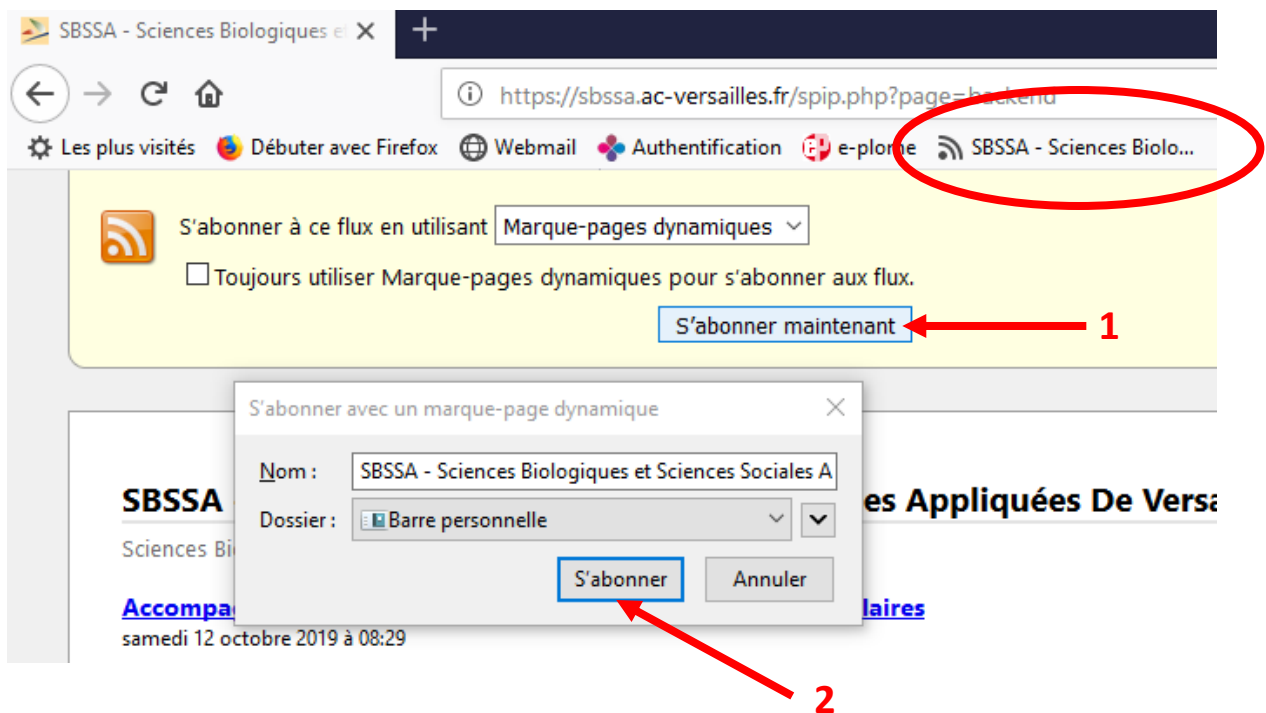 SBSSA - Sciences Biologiques e
https://sbssa.ac-versailles.fr/spip.php?page=backend
Les plus visités Débuter avec Firefox Webmail Authentification e-plome SBSSA - Sciences Biolo...
S'abonner à ce flux en utilisant Marque-pages dynamiques
Toujours utiliser Marque-pages dynamiques pour s'abonner aux flux.
S'abonner maintenant 1
S'abonner avec un marque-page dynamique
Nom : SBSSA - Sciences Biologiques et Sciences Sociales A
SBSSA es Appliquées De Versa
Dossier : Barre personnelle
Sciences Bi
S'abonner Annuler
Accompa laires
samedi 12 octobre 2019 à 08:29
2